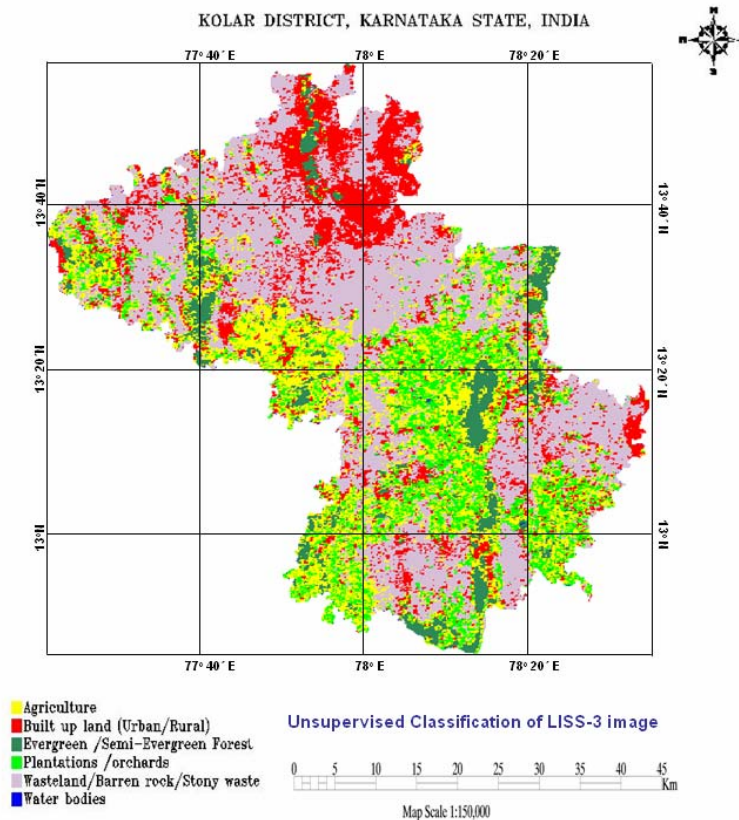 KOLAR DISTRICT, KARNATAKA STATE, INDIA
77° 40´ E 78° E 78° 20´ E
13° 40´N 13° 40´N
13° 20´N 13° 20´N
13°N 13°N
77° 40´ E 78° E 78° 20´ E
Agriculture
Built up land (Urban/Rural)
Evergreen /Semi-Evergreen Forest
Plantations /orchards
Wasteland/Barren rock/Stony waste
Water bodies
Unsupervised Classification of LISS-3 image
0 5 10 15 20 25 30 35 40 45
Km
Map Scale 1:150,000